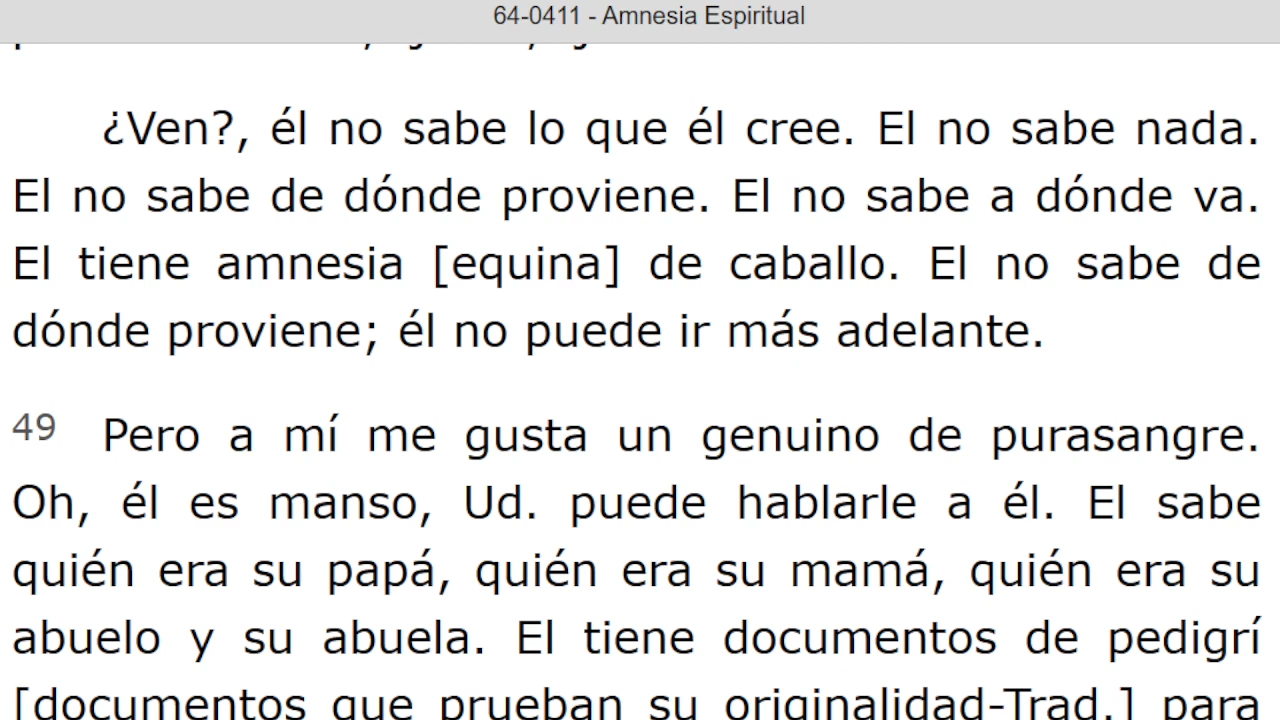 64-0411 - Amnesia Espiritual
¿Ven?, él no sabe lo que él cree. El no sabe nada.
El no sabe de dónde proviene. El no sabe a dónde va.
El tiene amnesia [equina] de caballo. El no sabe de
dónde proviene; él no puede ir más adelante.
49 Pero a mí me gusta un genuino de purasangre.
Oh, él es manso, Ud. puede hablarle a él. El sabe
quién era su papá, quién era su mamá, quién era su
abuelo y su abuela. El tiene documentos de pedigrí
[documentos que prueban su originalidad-Trad.] para